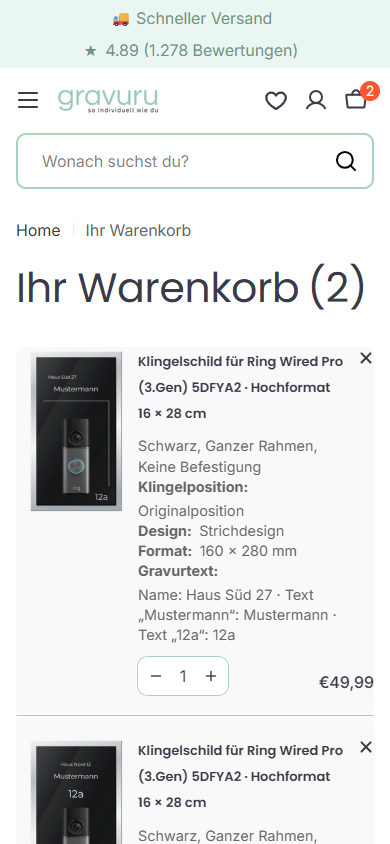 🚚 Schneller Versand
★ 4.89 (1.278 Bewertungen)
gravuru
so individuell wie du
2
Wonach suchst du?
Home Ihr Warenkorb
Ihr Warenkorb (2)
Klingelschild für Ring Wired Pro
(3.Gen) 5DFYA2 · Hochformat
16 × 28 cm
Haus Süd 27
Mustermann
ring
12a
Schwarz, Ganzer Rahmen,
Keine Befestigung
Klingelposition:
Originalposition
Design: Strichdesign
Format: 160 × 280 mm
Gravurtext:
Name: Haus Süd 27 · Text
„Mustermann“: Mustermann ·
Text „12a“: 12a
− 1 +
€49,99
Klingelschild für Ring Wired Pro
(3.Gen) 5DFYA2 · Hochformat
16 × 28 cm
Haus Nord 12
Mustermann
12a
Schwarz, Ganzer Rahmen,